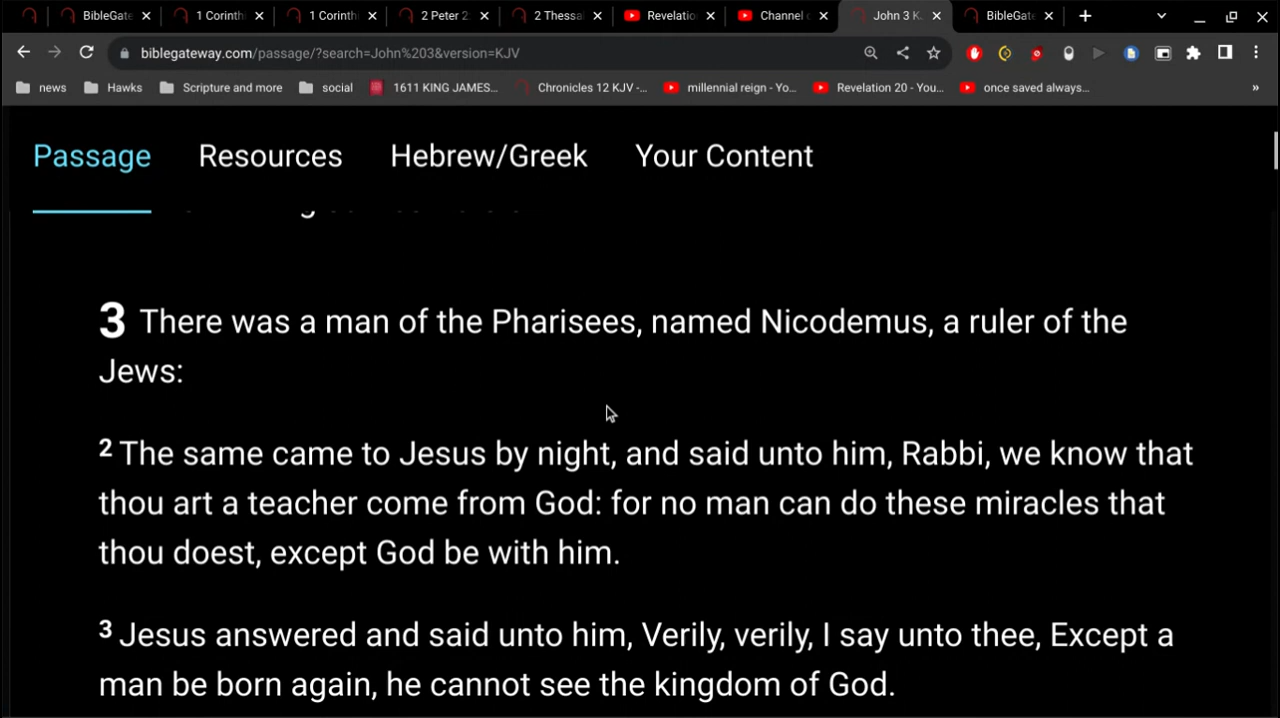 BibleGate
1 Corinth
1 Corinth
2 Peter 2:
2 Thessa
Revelatio
Channel
John 3 K
BibleGate
biblegateway.com/passage/?search=John%203&version=KJV
news
Hawks
Scripture and more
social
1611 KING JAMES...
Chronicles 12 KJV -...
millennial reign - Yo...
Revelation 20 - You...
once saved always...
»
Passage
Resources
Hebrew/Greek
Your Content
3 There was a man of the Pharisees, named Nicodemus, a ruler of the
Jews:
2 The same came to Jesus by night, and said unto him, Rabbi, we know that
thou art a teacher come from God: for no man can do these miracles that
thou doest, except God be with him.
3 Jesus answered and said unto him, Verily, verily, I say unto thee, Except a
man be born again, he cannot see the kingdom of God.